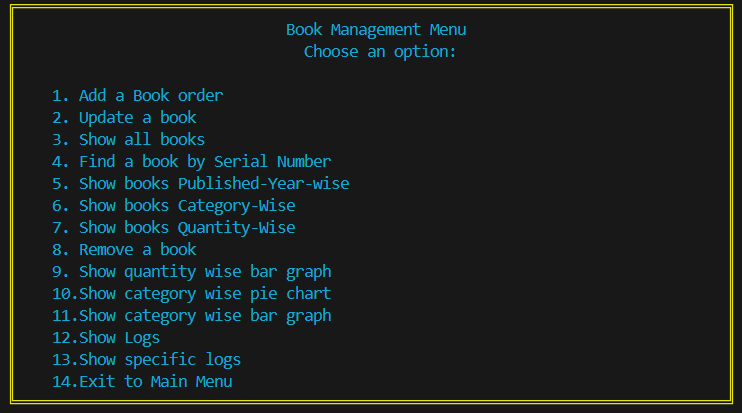 Book Management Menu
Choose an option:
1. Add a Book order
2. Update a book
3. Show all books
4. Find a book by Serial Number
5. Show books Published-Year-wise
6. Show books Category-Wise
7. Show books Quantity-Wise
8. Remove a book
9. Show quantity wise bar graph
10.Show category wise pie chart
11.Show category wise bar graph
12.Show Logs
13.Show specific logs
14.Exit to Main Menu